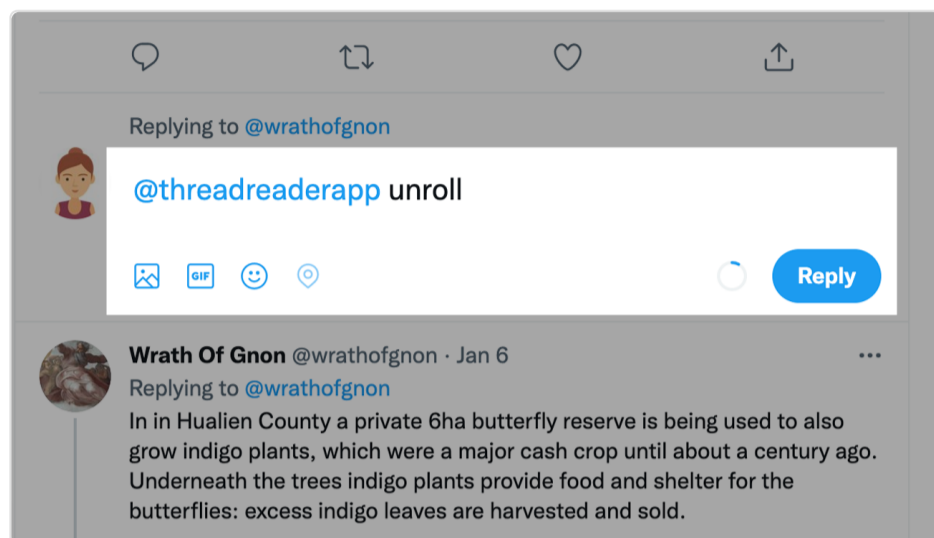 Replying to @wrathofgnon
@threadreaderapp unroll
GIF
Reply
Wrath Of Gnon @wrathofgnon · Jan 6
Replying to @wrathofgnon
In in Hualien County a private 6ha butterfly reserve is being used to also
grow indigo plants, which were a major cash crop until about a century ago.
Underneath the trees indigo plants provide food and shelter for the
butterflies: excess indigo leaves are harvested and sold.